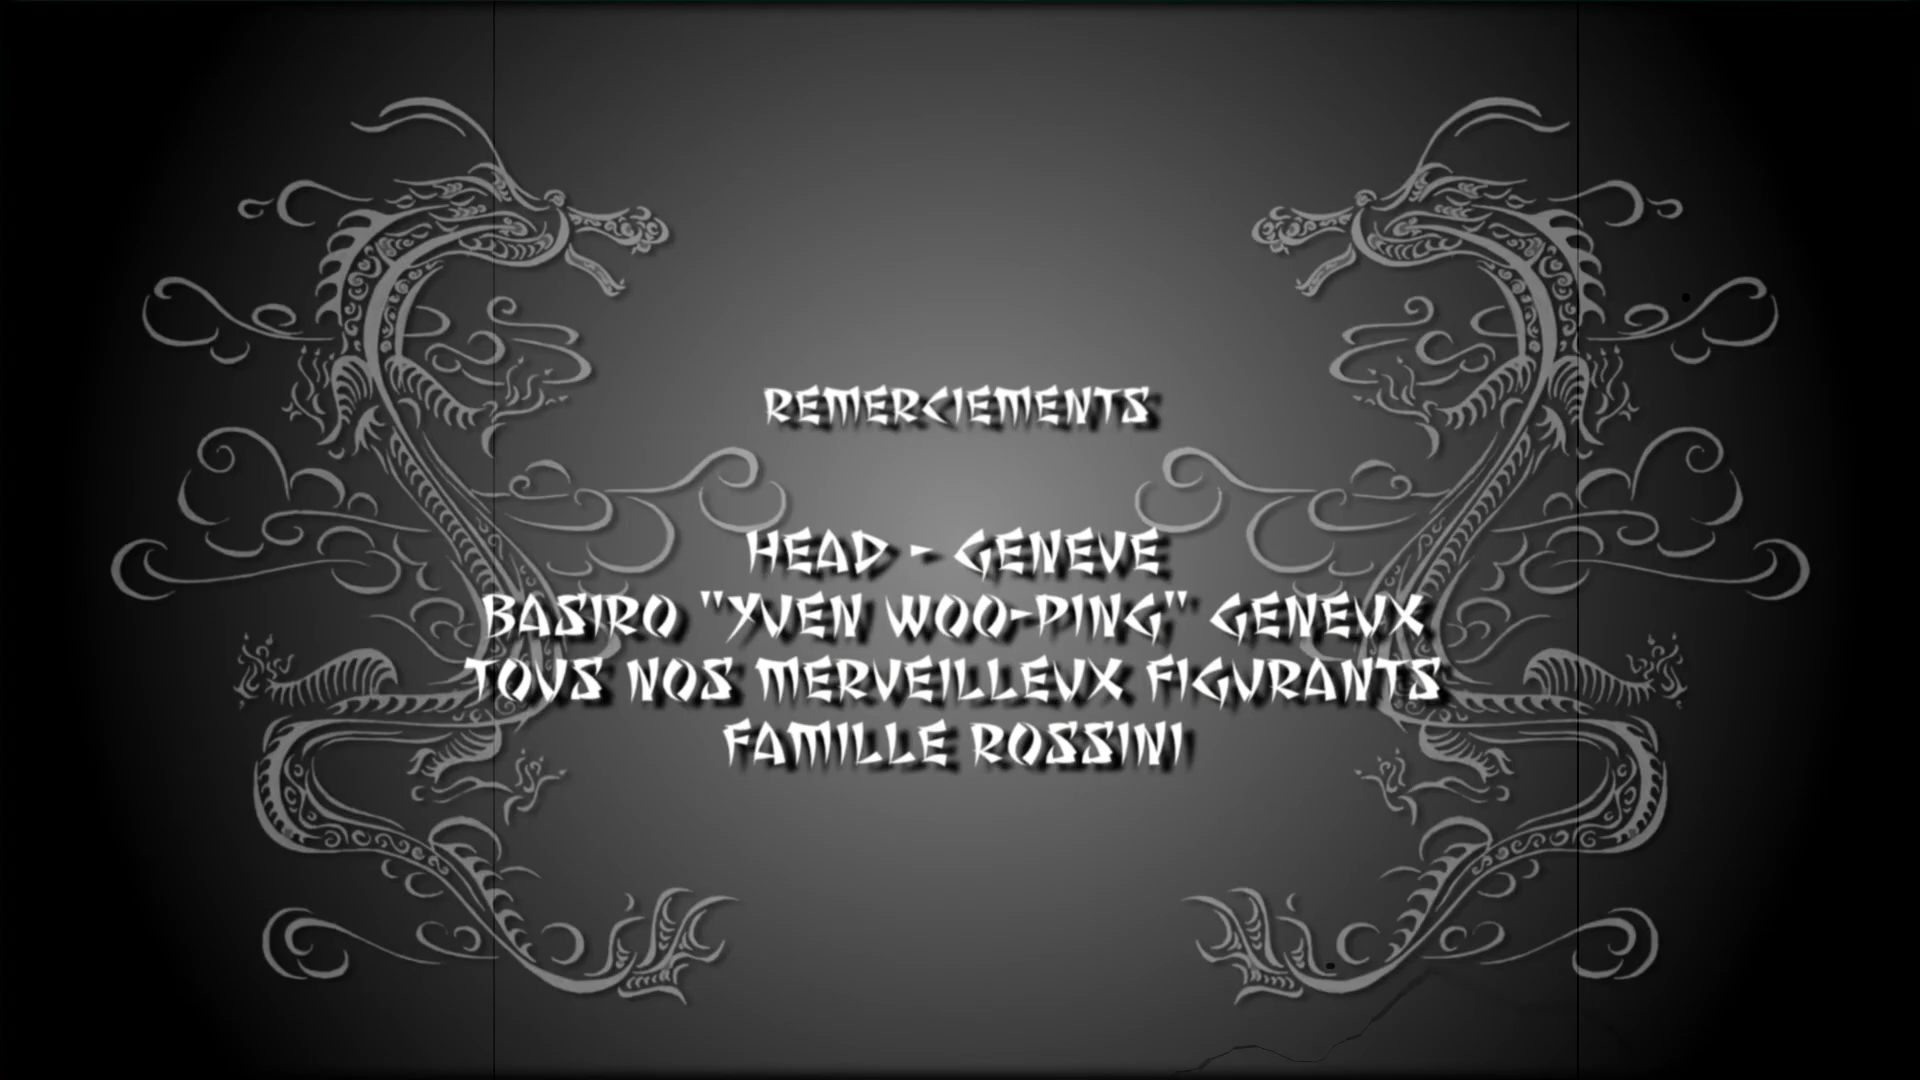 REMERCIEMENTS
HEAD - GENEVE
BASIRO "YUEN WOO-PING" GENEUX
TOUS NOS MERVEILLEUX FIGURANTS
FAMILLE ROSSINI